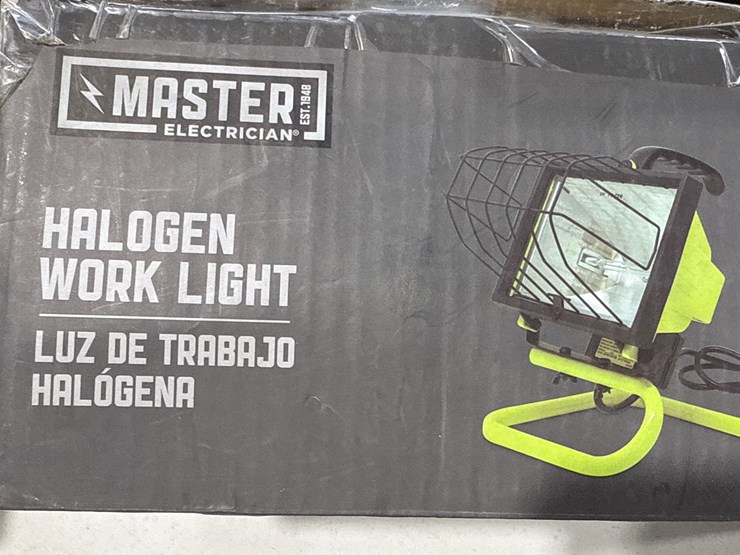 MASTER
ELECTRICIAN®
EST.1948
HALOGEN
WORK LIGHT
LUZ DE TRABAJO
HALÓGENA